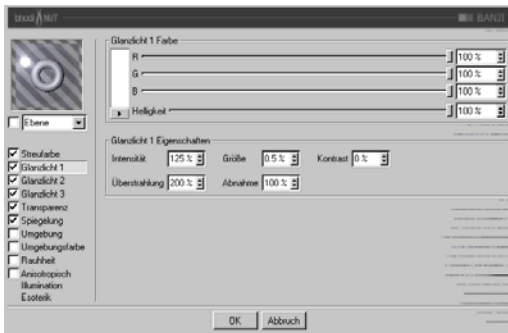 bhodiNUT
BANJI
Glanzlicht 1 Farbe
R 100 %
G 100 %
B 100 %
Helligkeit 100 %
Ebene
Glanzlicht 1 Eigenschaften
Intensität 125 % Größe 0.5 % Kontrast 0 %
Überstrahlung 200 % Abnahme 100 %
Streufarbe
Glanzlicht 1
Glanzlicht 2
Glanzlicht 3
Transparenz
Spiegelung
Umgebung
Umgebungsfarbe
Rauhheit
Anisotropisch
Illumination
Esoterik
OK Abbruch